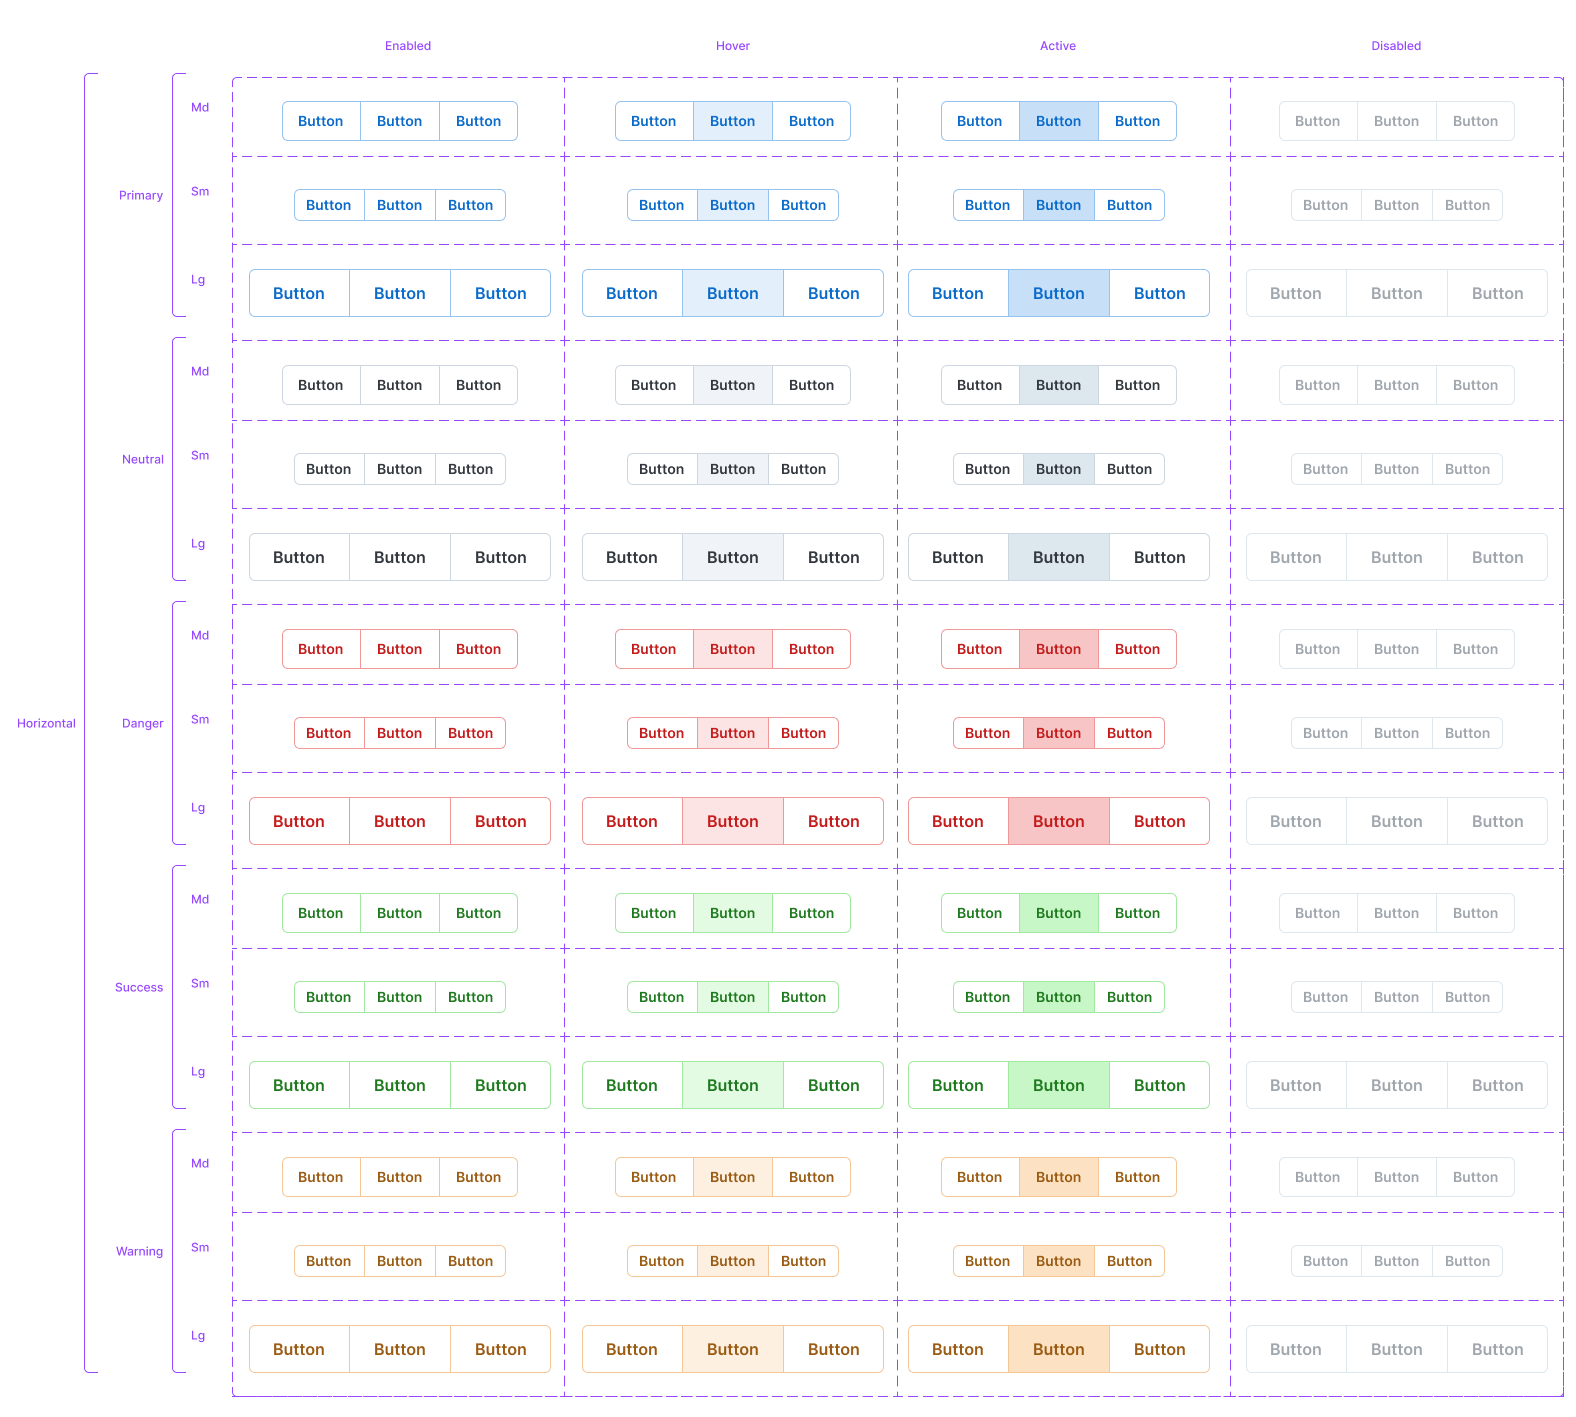 Enabled Hover Active Disabled
Md Button Button Button Button Button Button Button Button Button Button Button Button
Primary Sm Button Button Button Button Button Button Button Button Button Button Button Button
Lg Button Button Button Button Button Button Button Button Button Button Button Button
Md Button Button Button Button Button Button Button Button Button Button Button Button
Neutral Sm Button Button Button Button Button Button Button Button Button Button Button Button
Lg Button Button Button Button Button Button Button Button Button Button Button Button
Md Button Button Button Button Button Button Button Button Button Button Button Button
Horizontal Danger Sm Button Button Button Button Button Button Button Button Button Button Button Button
Lg Button Button Button Button Button Button Button Button Button Button Button Button
Md Button Button Button Button Button Button Button Button Button Button Button Button
Success Sm Button Button Button Button Button Button Button Button Button Button Button Button
Lg Button Button Button Button Button Button Button Button Button Button Button Button
Md Button Button Button Button Button Button Button Button Button Button Button Button
Warning Sm Button Button Button Button Button Button Button Button Button Button Button Button
Lg Button Button Button Button Button Button Button Button Button Button Button Button